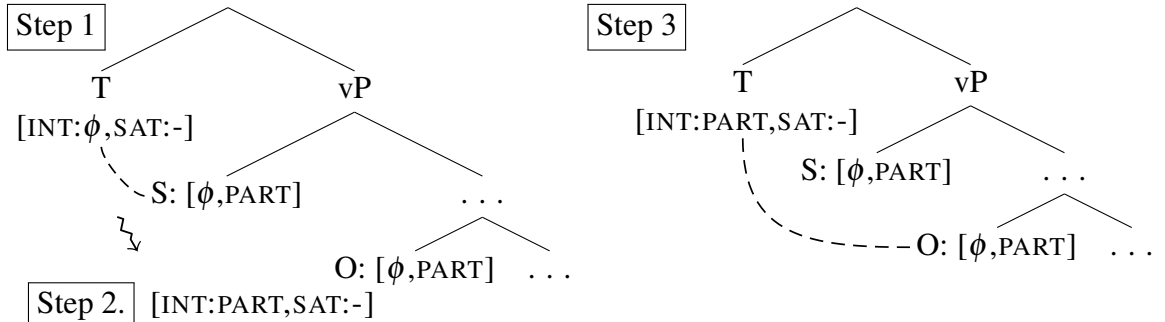 Step 1
T
vP
[INT:ϕ,SAT:-]
S: [ϕ,PART]
. . .
O: [ϕ,PART] . . .
Step 2. [INT:PART,SAT:-]
Step 3
T
vP
[INT:PART,SAT:-]
S: [ϕ,PART]
. . .
O: [ϕ,PART] . . .